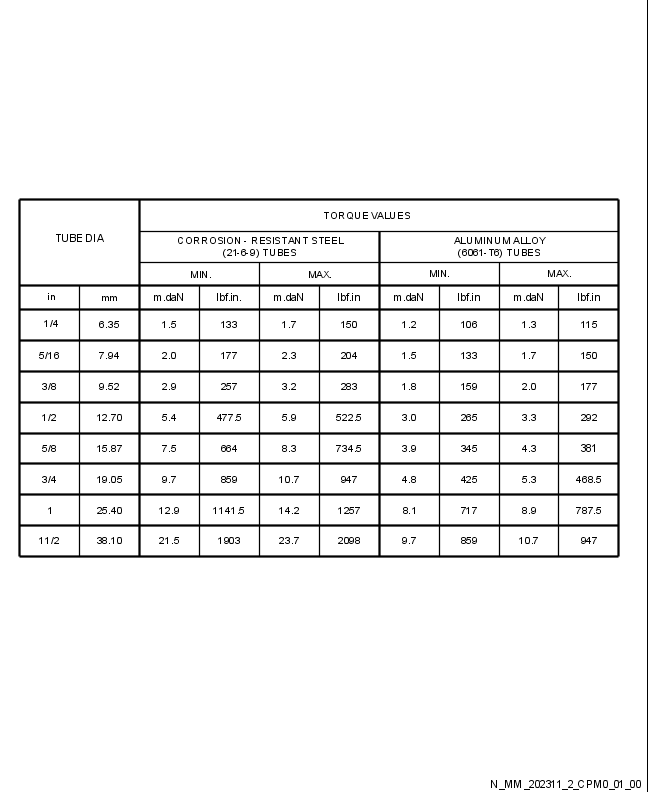 TORQUE VALUES
TUBE DIA
CORROSION - RESISTANT STEEL
(21-6-9) TUBES
ALUMINUM ALLOY
(6061-T6) TUBES
MIN. MAX. MIN. MAX.
in mm m.daN lbf.in. m.daN lbf.in m.daN lbf.in m.daN lbf.in
1/4 6.35 1.5 133 1.7 150 1.2 106 1.3 115
5/16 7.94 2.0 177 2.3 204 1.5 133 1.7 150
3/8 9.52 2.9 257 3.2 283 1.8 159 2.0 177
1/2 12.70 5.4 477.5 5.9 522.5 3.0 265 3.3 292
5/8 15.87 7.5 664 8.3 734.5 3.9 345 4.3 381
3/4 19.05 9.7 859 10.7 947 4.8 425 5.3 468.5
1 25.40 12.9 1141.5 14.2 1257 8.1 717 8.9 787.5
11/2 38.10 21.5 1903 23.7 2098 9.7 859 10.7 947
N_MM_202311_2_CPM0_01_00